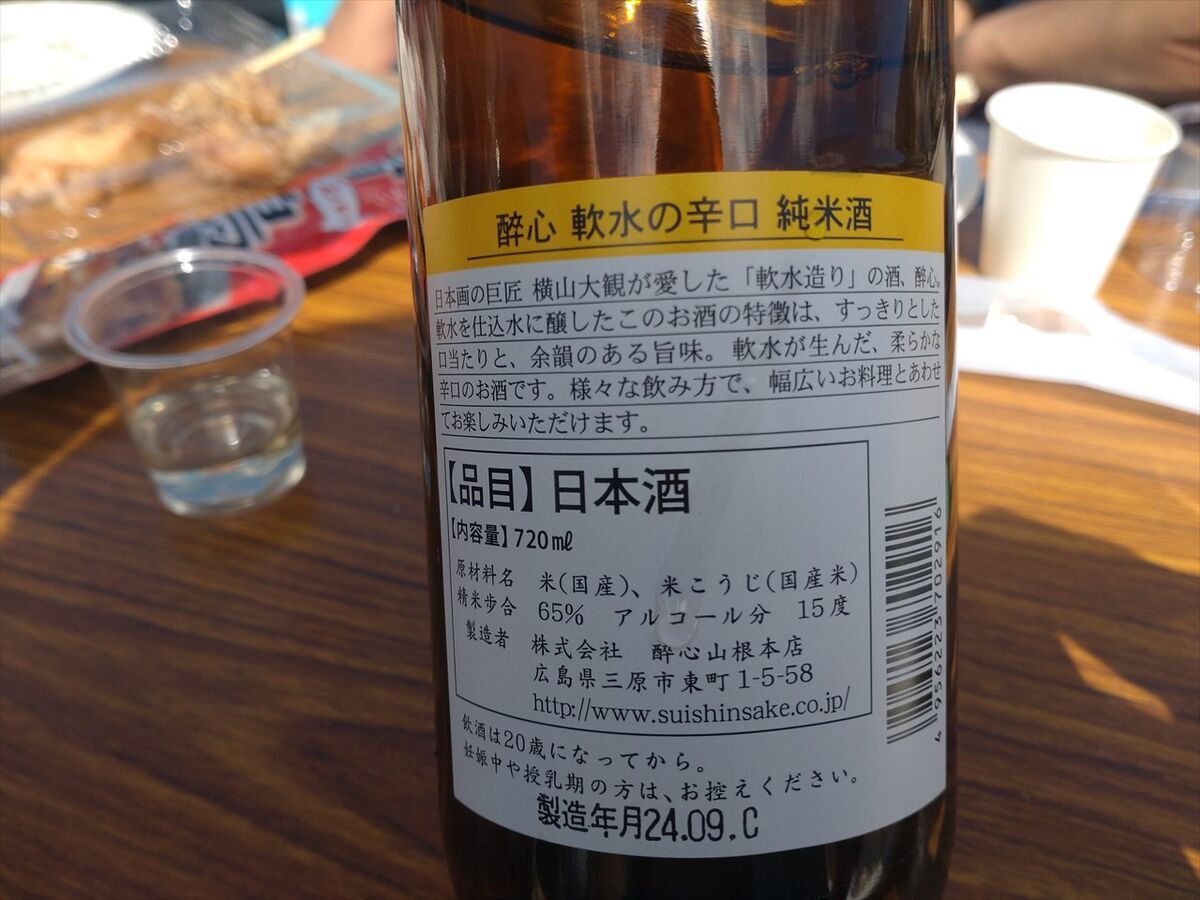 醉心 軟水の辛口 純米酒
日本画の巨匠 横山大観が愛した「軟水造り」の酒、醉心。
軟水を仕込水に醸したこのお酒の特徴は、すっきりとした
口当たりと、余韻のある旨味。軟水が生んだ、柔らかな
辛口のお酒です。様々な飲み方で、幅広いお料理とあわせ
てお楽しみいただけます。
【品目】日本酒
【内容量】720㎖
原材料名 米(国産)、米こうじ(国産米)
精米歩合 65% アルコール分 15度
製造者 株式会社 醉心山根本店
広島県三原市東町1-5-58
http://www.suishinsake.co.jp/
4956223702916
飲酒は20歳になってから。
妊娠中や授乳期の方は、お控えください。
製造年月24.09.C